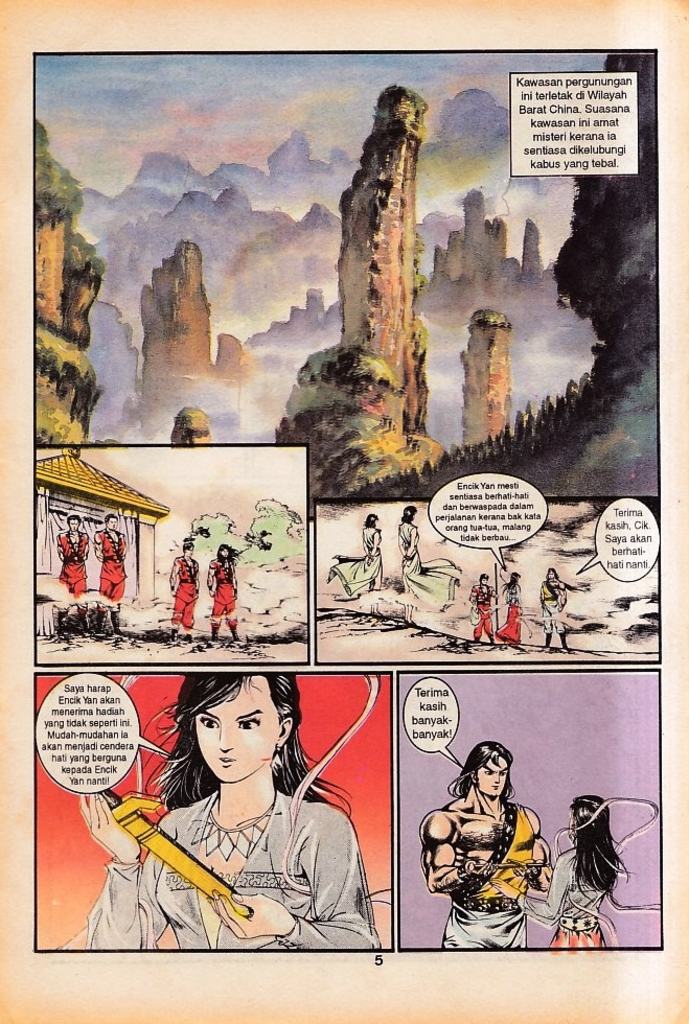 Kawasan pergunungan
ini terletak di Wilayah
Barat China. Suasana
kawasan ini amat
misteri kerana ia
sentiasa dikelubungi
kabus yang tebal.
Encik Yan mesti
sentiasa berhati-hati
dan berwaspada dalam
perjalanan kerana bak kata
orang tua-tua, malang
tidak berbau...
Terima
kasih, Cik.
Saya akan
berhati-
hati nanti.
Saya harap
Encik Yan akan
menerima hadiah
yang tidak seperti ini.
Mudah-mudahan ia
akan menjadi cendera
hati yang berguna
kepada Encik
Yan nanti!
Terima
kasih
banyak-
banyak!
5